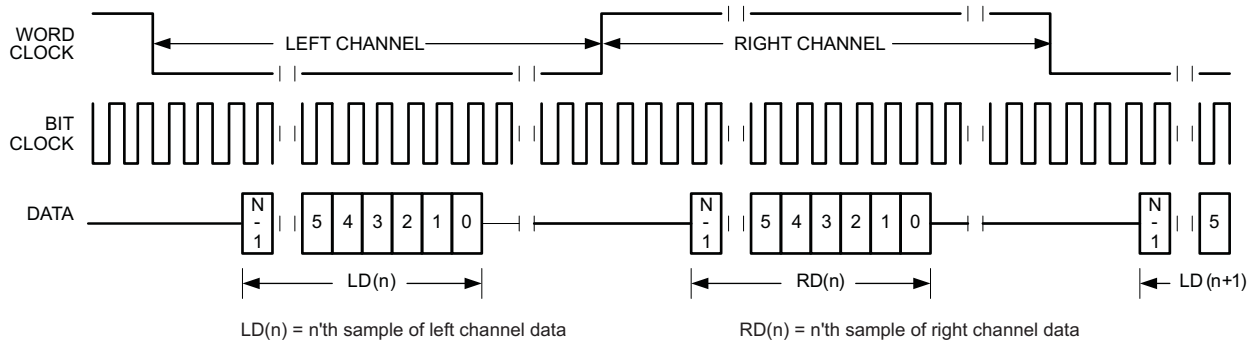 WORD
CLOCK
LEFT CHANNEL
RIGHT CHANNEL
BIT
CLOCK
DATA
N
-
1
5 4 3 2 1 0
N
-
1
5 4 3 2 1 0
N
-
1
5
LD(n)
RD(n)
LD (n+1)
LD(n) = n'th sample of left channel data
RD(n) = n'th sample of right channel data